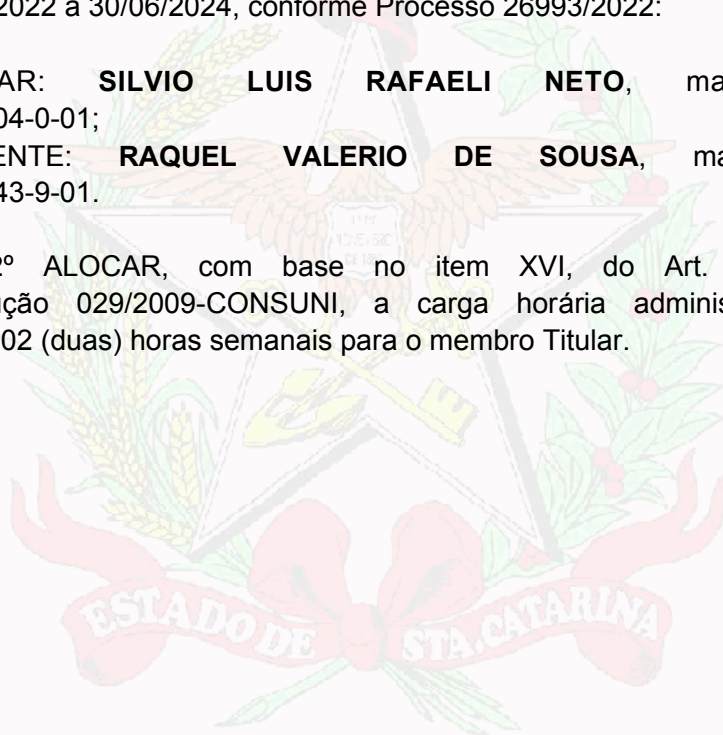 2022 a 30/06/2024, conforme Processo 26993/2022:
AR: SILVIO LUIS RAFAELI NETO, ma
04-0-01;
ENTE: RAQUEL VALERIO DE SOUSA, ma
43-9-01.
2º ALOCAR, com base no item XVI, do Art.
ução 029/2009-CONSUNI, a carga horária adminis
02 (duas) horas semanais para o membro Titular.
ESTADO DE STA.CATARINA